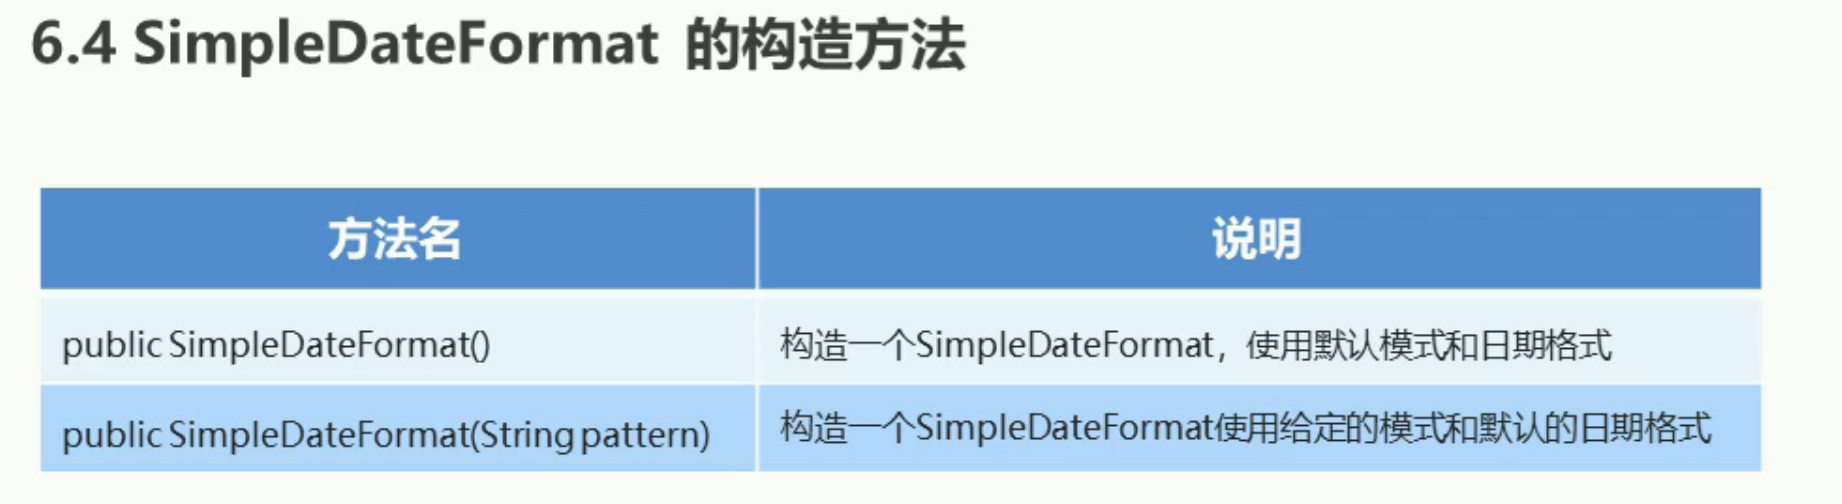 6.4 SimpleDateFormat 的构造方法
方法名 说明
public SimpleDateFormat() 构造一个SimpleDateFormat，使用默认模式和日期格式
public SimpleDateFormat(String pattern) 构造一个SimpleDateFormat使用给定的模式和默认的日期格式